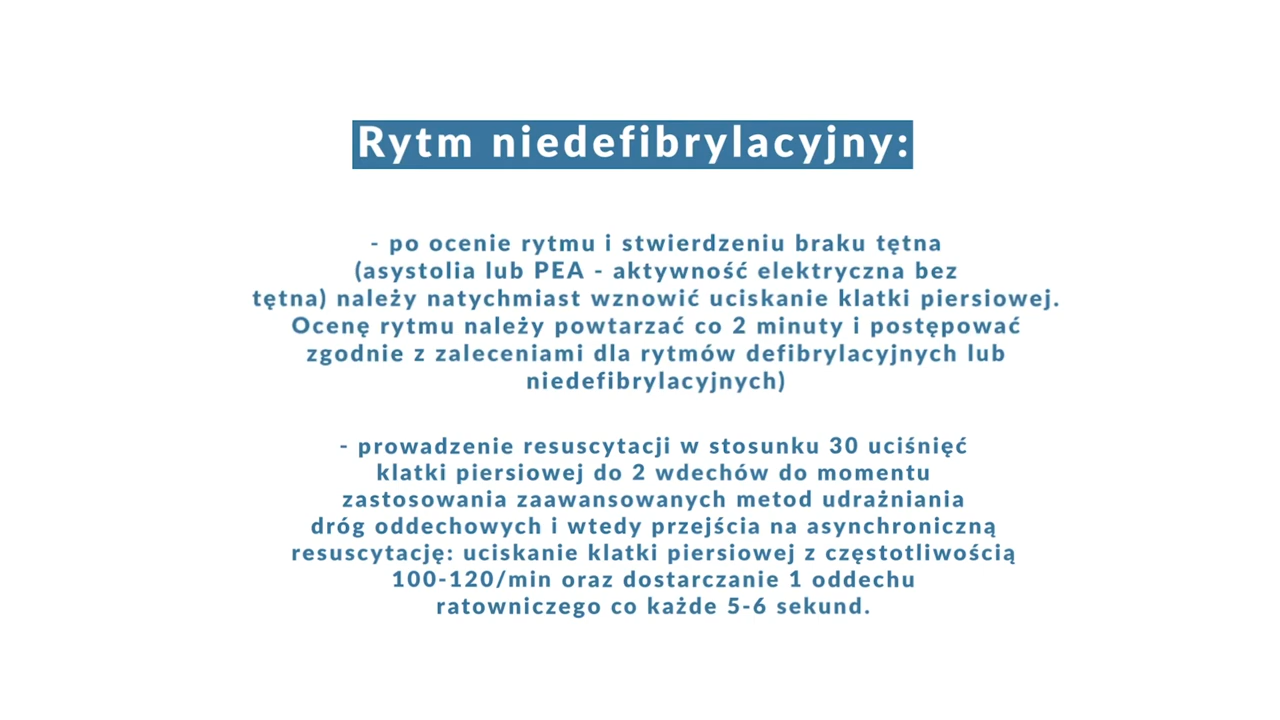 Rytm niedefibrylacyjny:
- po ocenie rytmu i stwierdzeniu braku tętna
(asystolia lub PEA - aktywność elektryczna bez
tętna) należy natychmiast wznowić uciskanie klatki piersiowej.
Ocenę rytmu należy powtarzać co 2 minuty i postępować
zgodnie z zaleceniami dla rytmów defibrylacyjnych lub
niedefibrylacyjnych)
- prowadzenie resuscytacji w stosunku 30 uciśnięć
klatki piersiowej do 2 wdechów do momentu
zastosowania zaawansowanych metod udrażniania
dróg oddechowych i wtedy przejścia na asynchroniczną
resuscytację: uciskanie klatki piersiowej z częstotliwością
100-120/min oraz dostarczanie 1 oddechu
ratowniczego co każde 5-6 sekund.